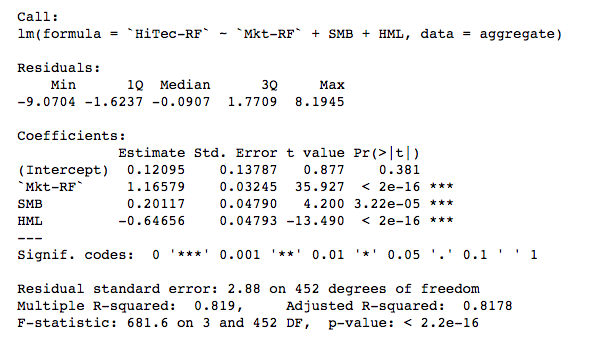 Call:
lm(formula = `HiTec-RF` ~ `Mkt-RF` + SMB + HML, data = aggregate)
Residuals:
Min 1Q Median 3Q Max
-9.0704 -1.6237 -0.0907 1.7709 8.1945
Coefficients:
Estimate Std. Error t value Pr(>|t|)
(Intercept) 0.12095 0.13787 0.877 0.381
`Mkt-RF` 1.16579 0.03245 35.927 < 2e-16 ***
SMB 0.20117 0.04790 4.200 3.22e-05 ***
HML -0.64656 0.04793 -13.490 < 2e-16 ***
---
Signif. codes: 0 '***' 0.001 '**' 0.01 '*' 0.05 '.' 0.1 ' ' 1
Residual standard error: 2.88 on 452 degrees of freedom
Multiple R-squared: 0.819, Adjusted R-squared: 0.8178
F-statistic: 681.6 on 3 and 452 DF, p-value: < 2.2e-16